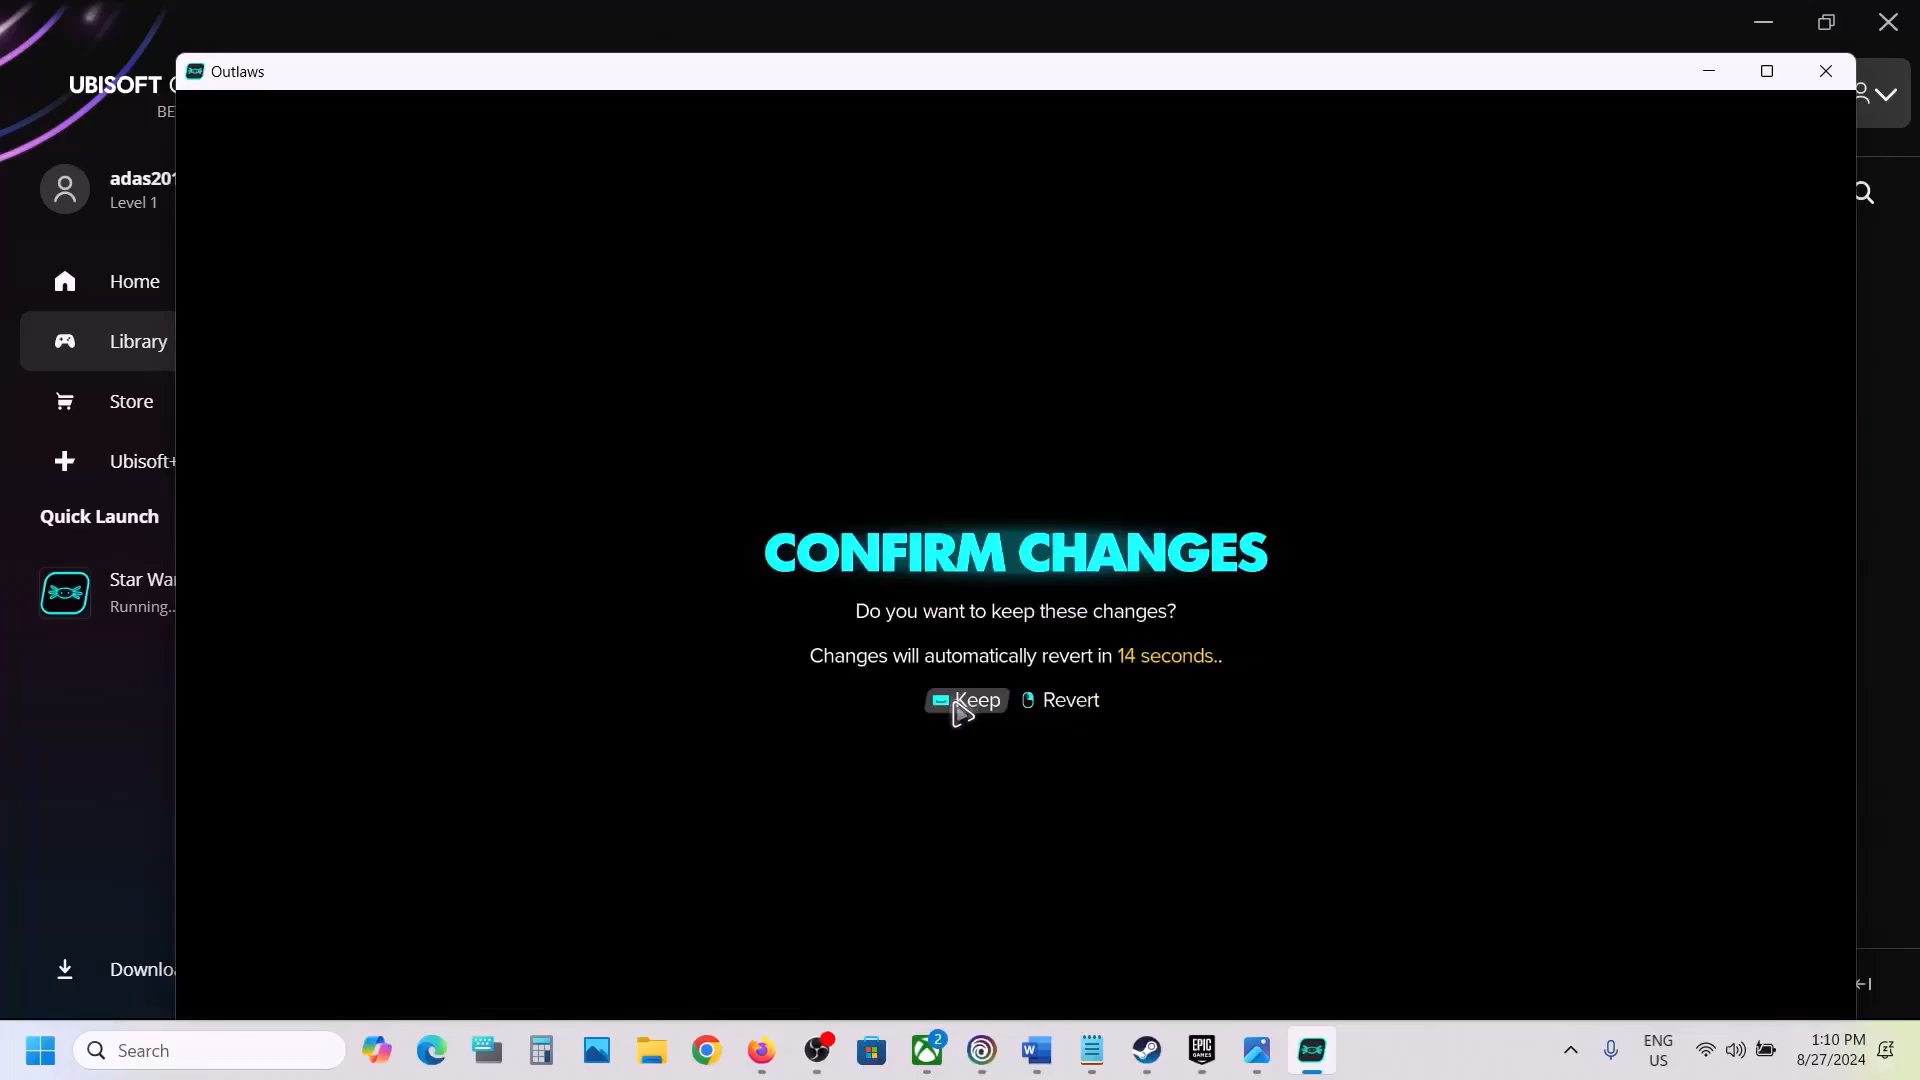 Outlaws
UBISOFT
BE
adas201
Level 1
Home
Library
Store
Ubisoft+
Quick Launch
Star Wa
Running..
Downlo
CONFIRM CHANGES
Do you want to keep these changes?
Changes will automatically revert in 14 seconds..
Keep
Revert
Search
2
EPIC
GAMES
ENG
US
1:10 PM
8/27/2024